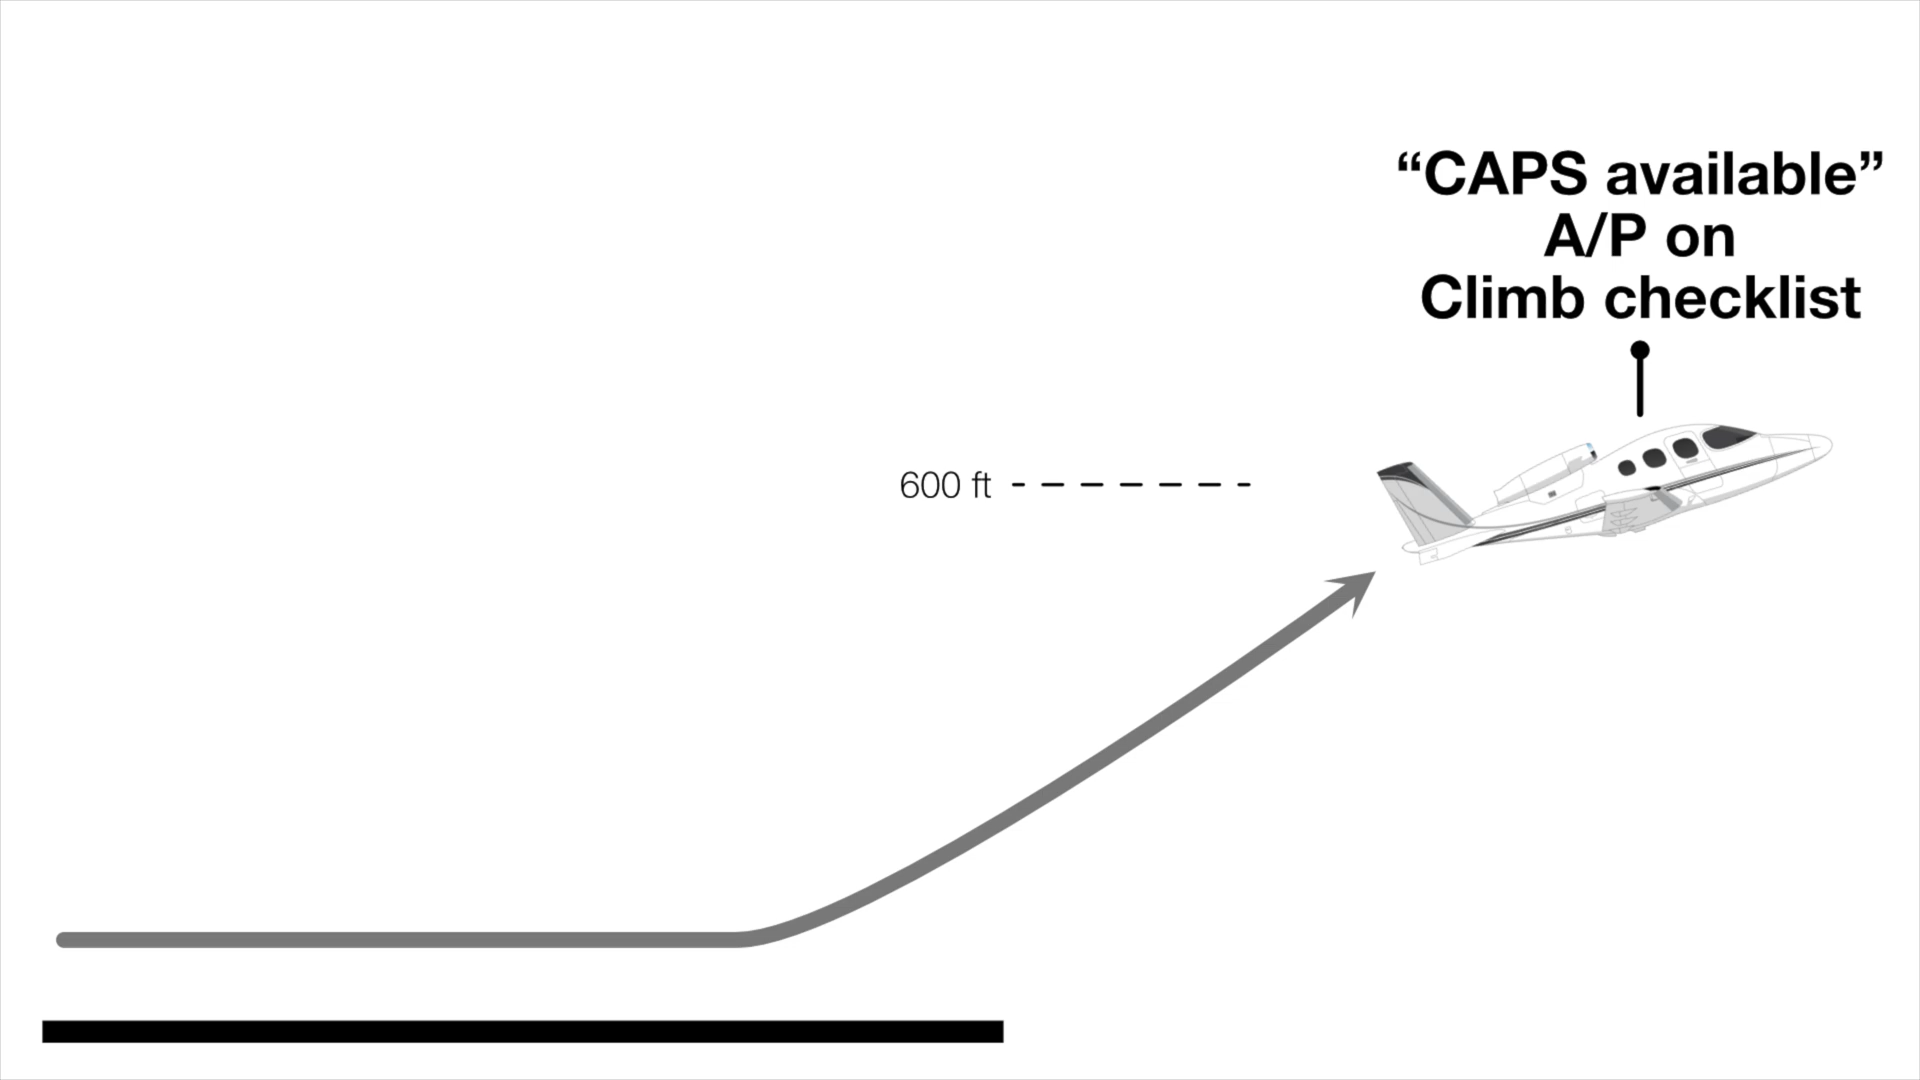 “CAPS available”
A/P on
Climb checklist
600 ft